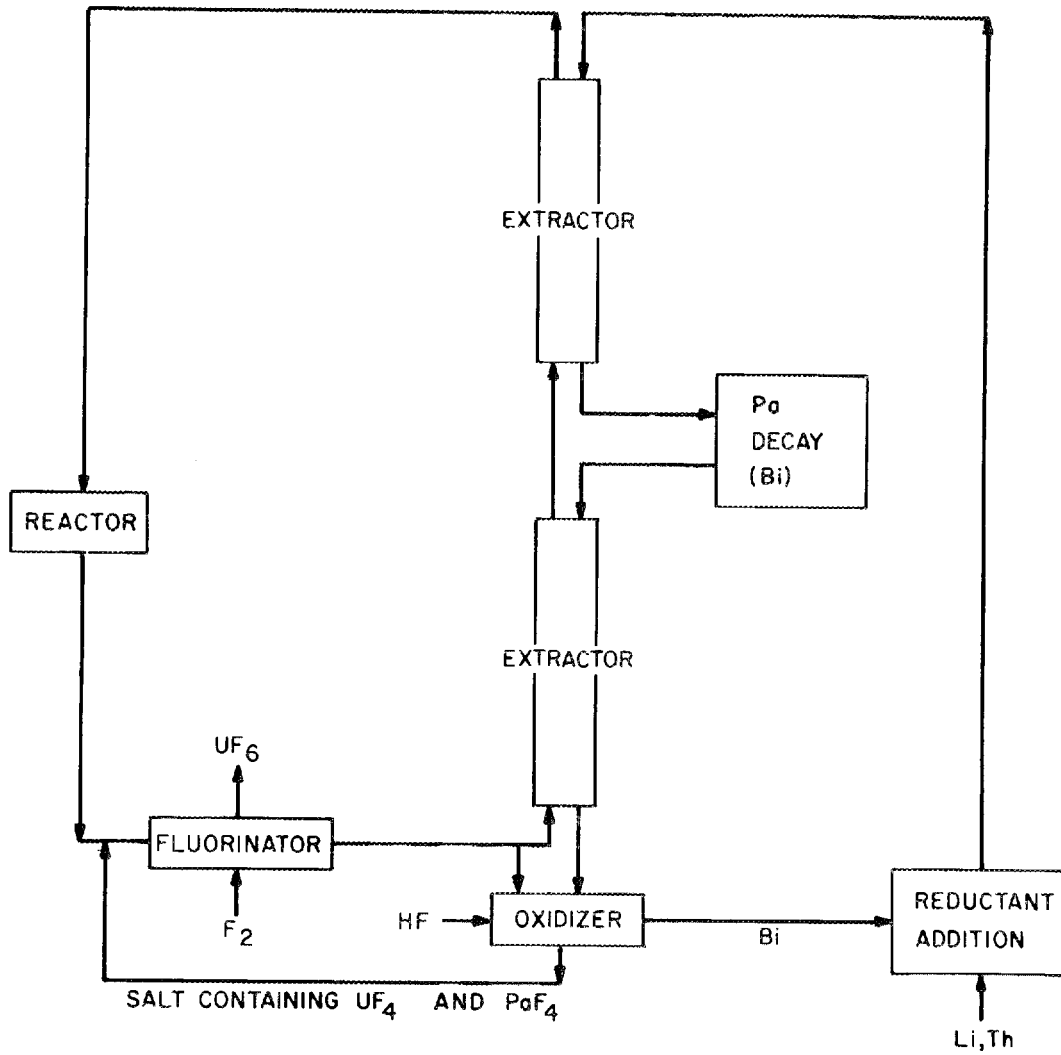 EXTRACTOR
Pa
DECAY
(Bi)
REACTOR
EXTRACTOR
UF6
FLUORINATOR
F2
HF
OXIDIZER
Bi
REDUCTANT
ADDITION
SALT CONTAINING UF4 AND PaF4
Li,Th